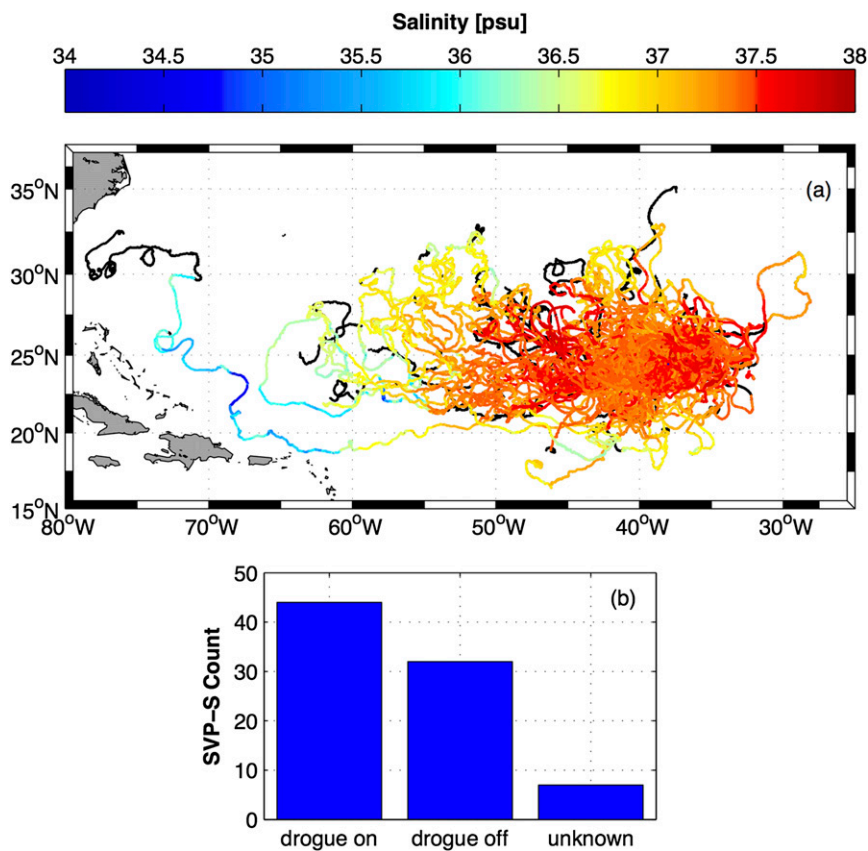 Salinity [psu]
34 34.5 35 35.5 36 36.5 37 37.5 38
(a)
35°N
30°N
25°N
20°N
15°N
80°W 70°W 60°W 50°W 40°W 30°W
50
(b)
40
30
20
10
0
SVP-S Count
drogue on drogue off unknown